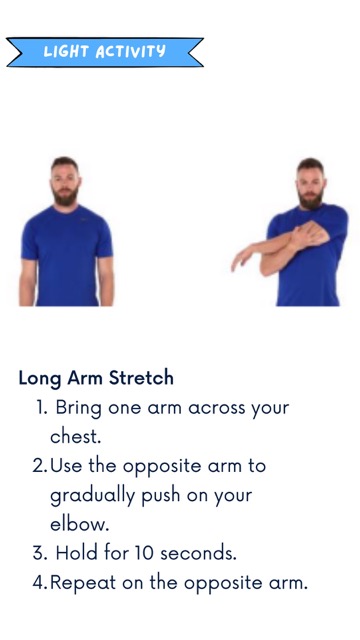 LIGHT ACTIVITY
Long Arm Stretch
1. Bring one arm across your
chest.
2. Use the opposite arm to
gradually push on your
elbow.
3. Hold for 10 seconds.
4. Repeat on the opposite arm.